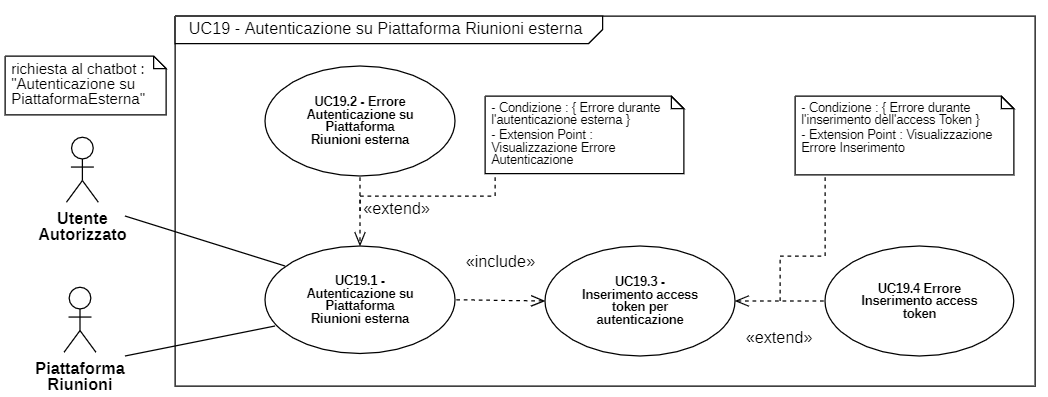 UC19 - Autenticazione su Piattaforma Riunioni esterna
richiesta al chatbot :
"Autenticazione su
PiattaformaEsterna"
UC19.2 - Errore
Autenticazione su
Piattaforma
Riunioni esterna
- Condizione : { Errore durante
l'autenticazione esterna }
- Extension Point :
Visualizzazione Errore
Autenticazione
- Condizione : { Errore durante
l'inserimento dell'access Token }
- Extension Point : Visualizzazione
Errore Inserimento
«extend»
Utente
Autorizzato
«include»
UC19.1 -
Autenticazione su
Piattaforma
Riunioni esterna
UC19.3 -
Inserimento access
token per
autenticazione
UC19.4 Errore
Inserimento access
token
«extend»
Piattaforma
Riunioni